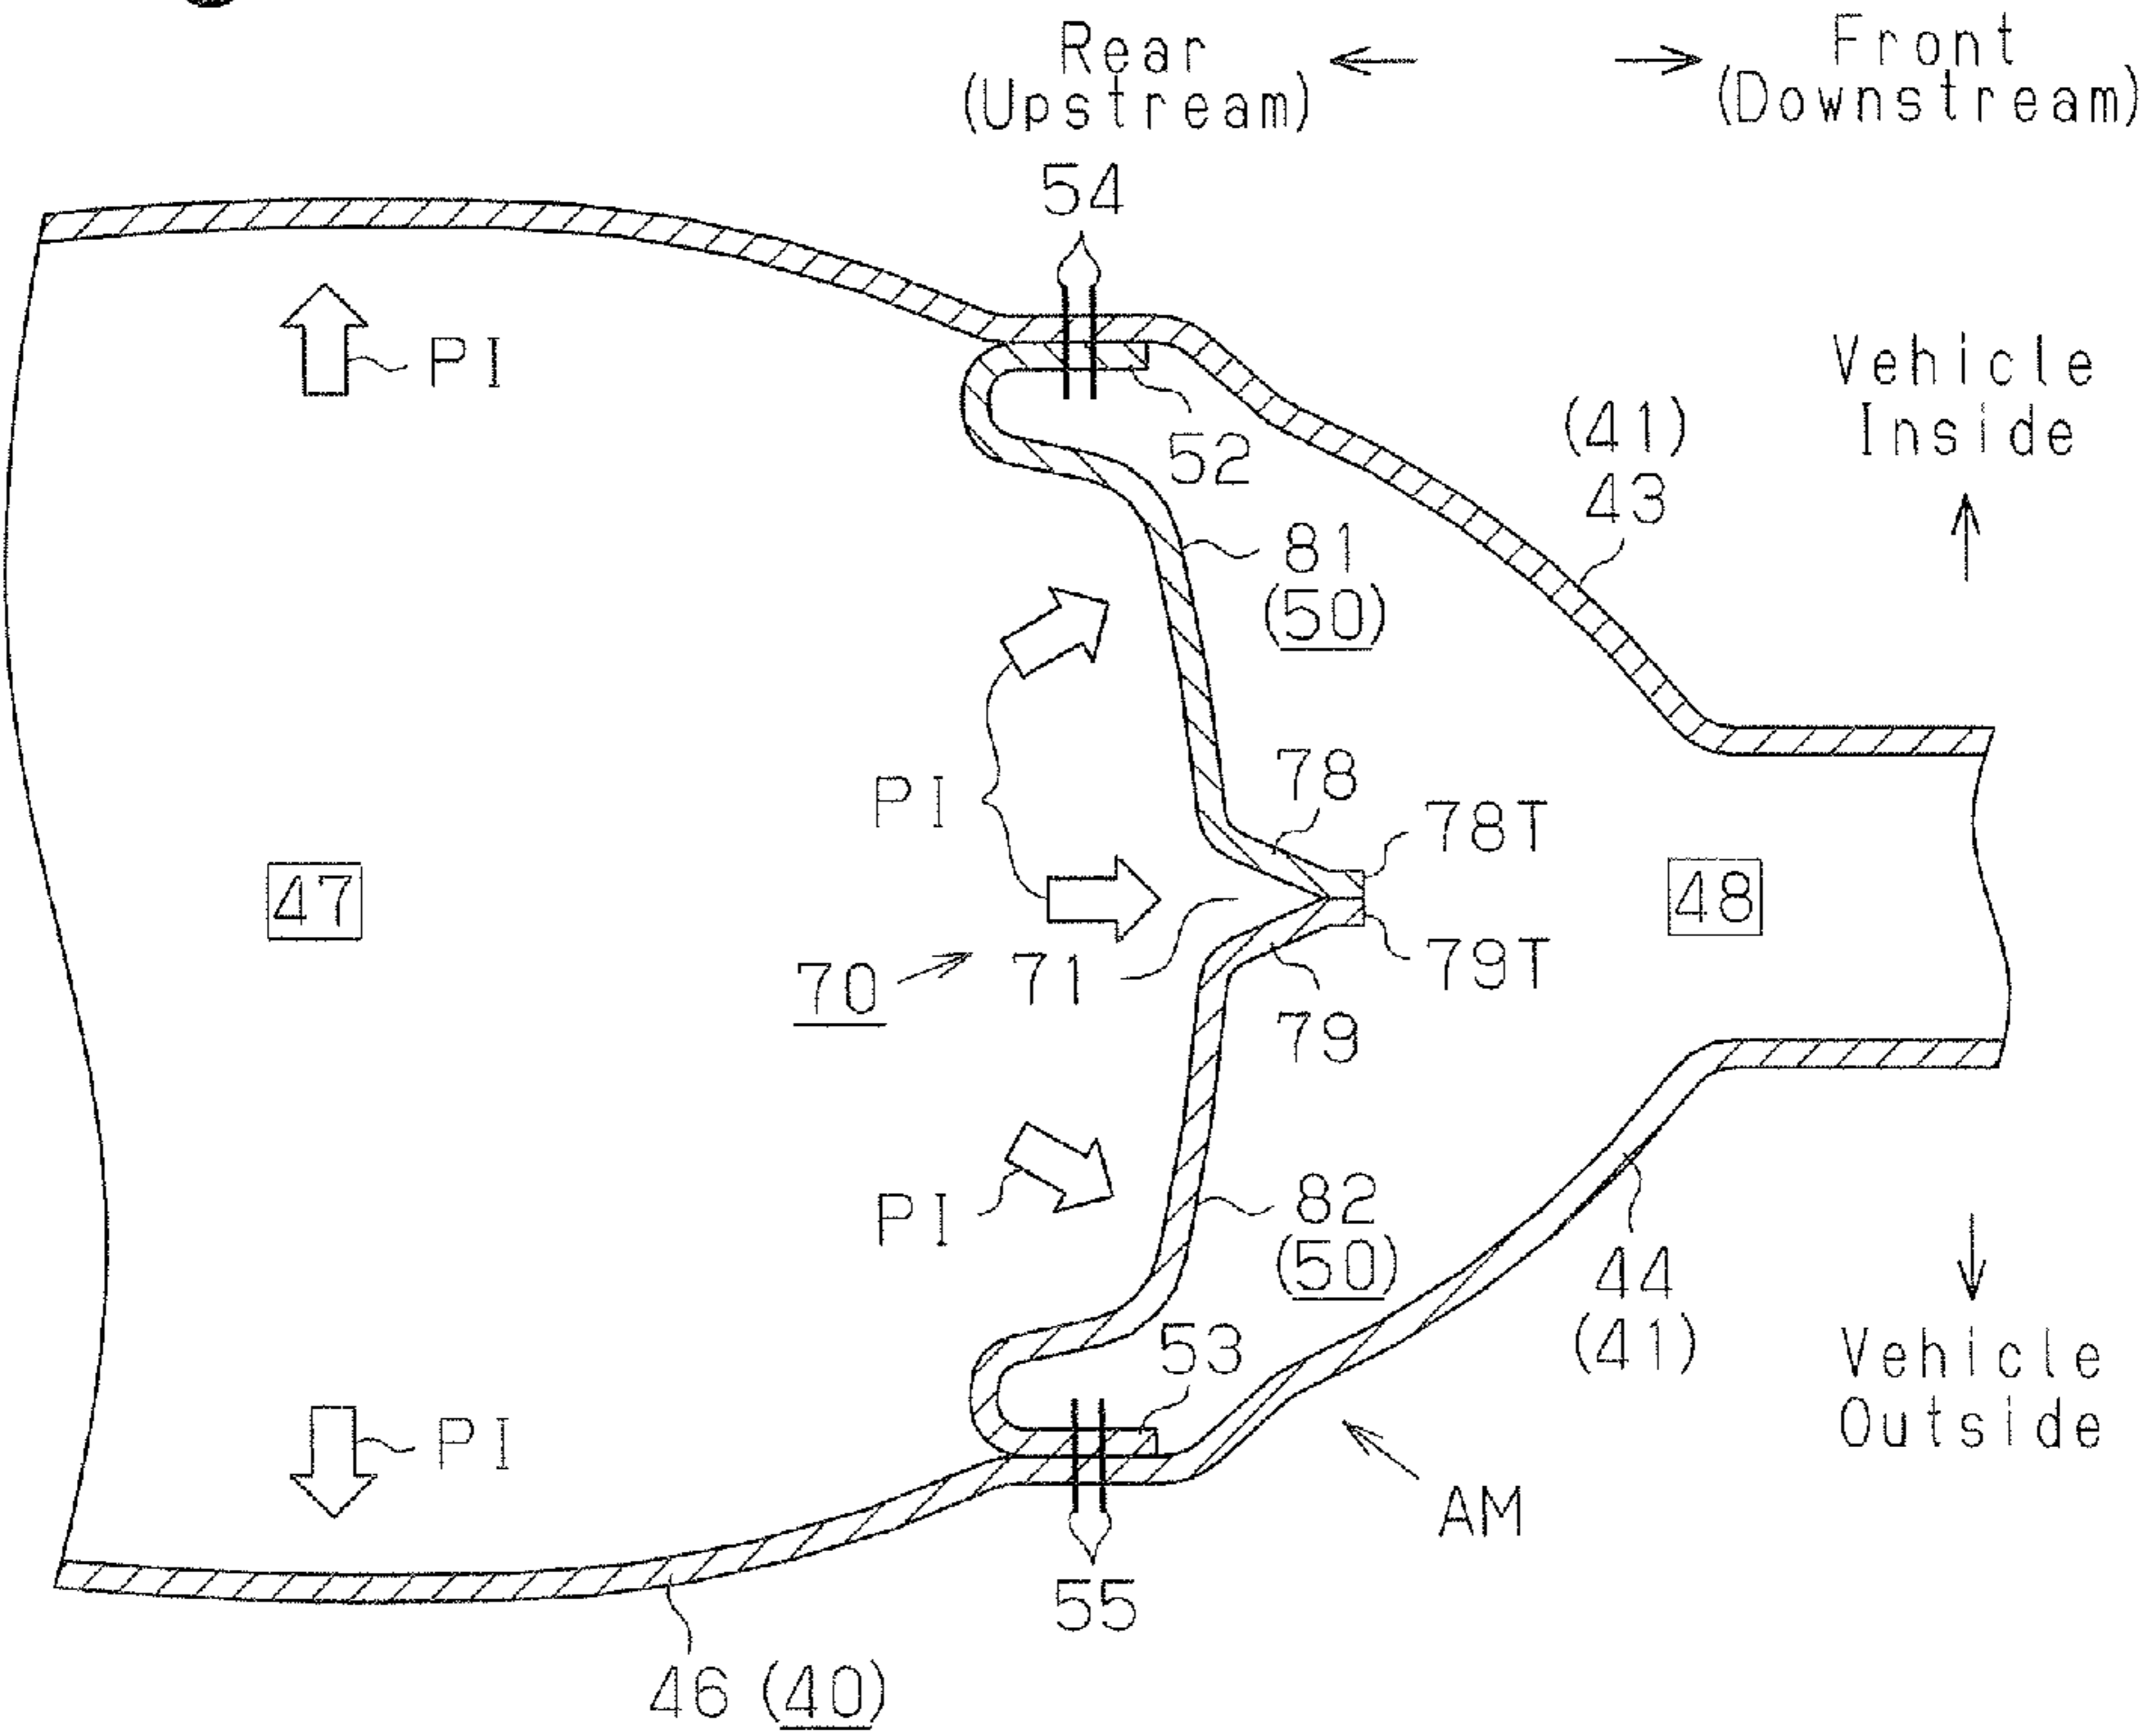 Rear
(Upstream)
Front
(Downstream)
54
PI
52
Vehicle
Inside
(41)
43
81
(50)
PI
78
78T
47
48
70
71
79T
79
PI
82
(50)
44
(41)
Vehicle
Outside
53
PI
AM
55
46 (40)